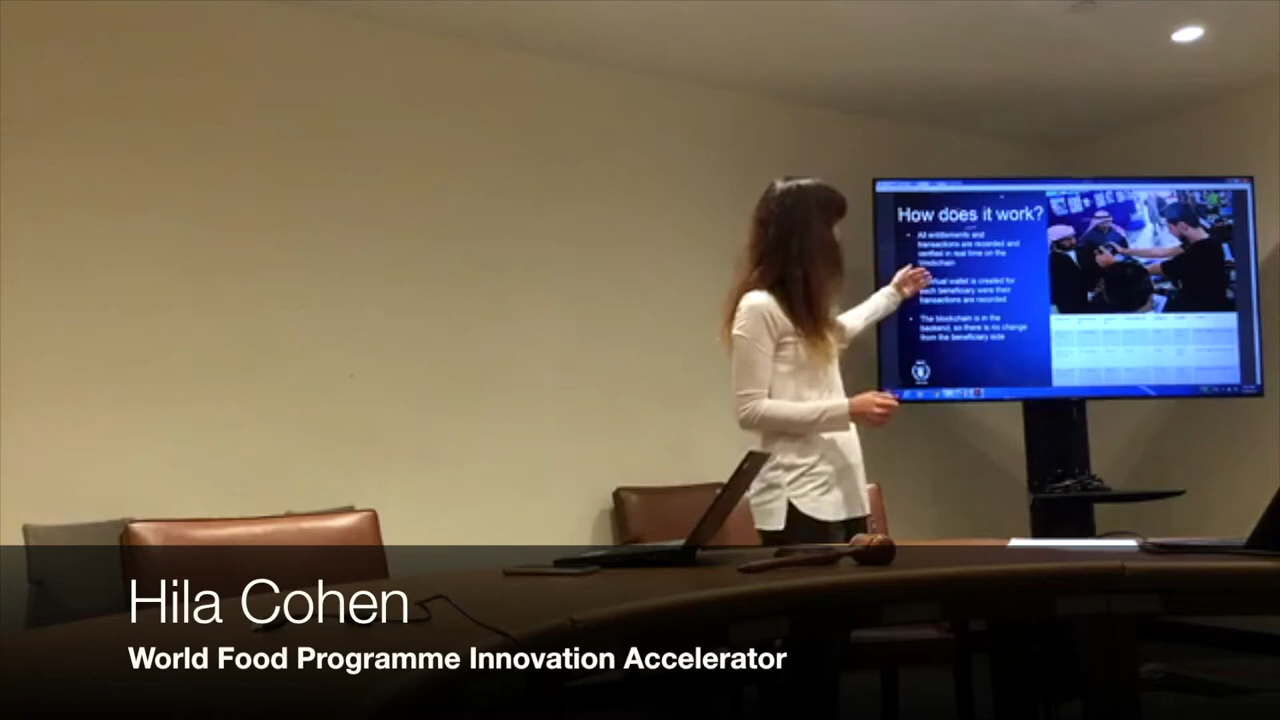 How does it work?
All entitlements and
transactions are recorded and
verified in real time on the
blockchain
virtual wallet is created for
each beneficiary were their
transactions are recorded
The blockchain is in the
backend, so there is no change
from the beneficiary side
Hila Cohen
World Food Programme Innovation Accelerator